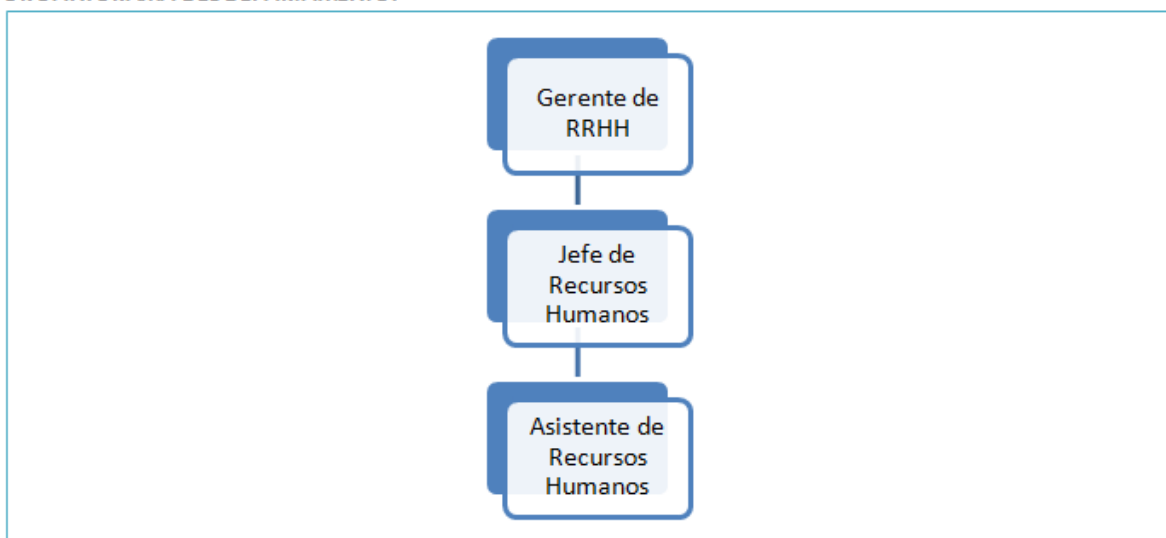 Gerente de
RRHH
Jefe de
Recursos
Humanos
Asistente de
Recursos
Humanos